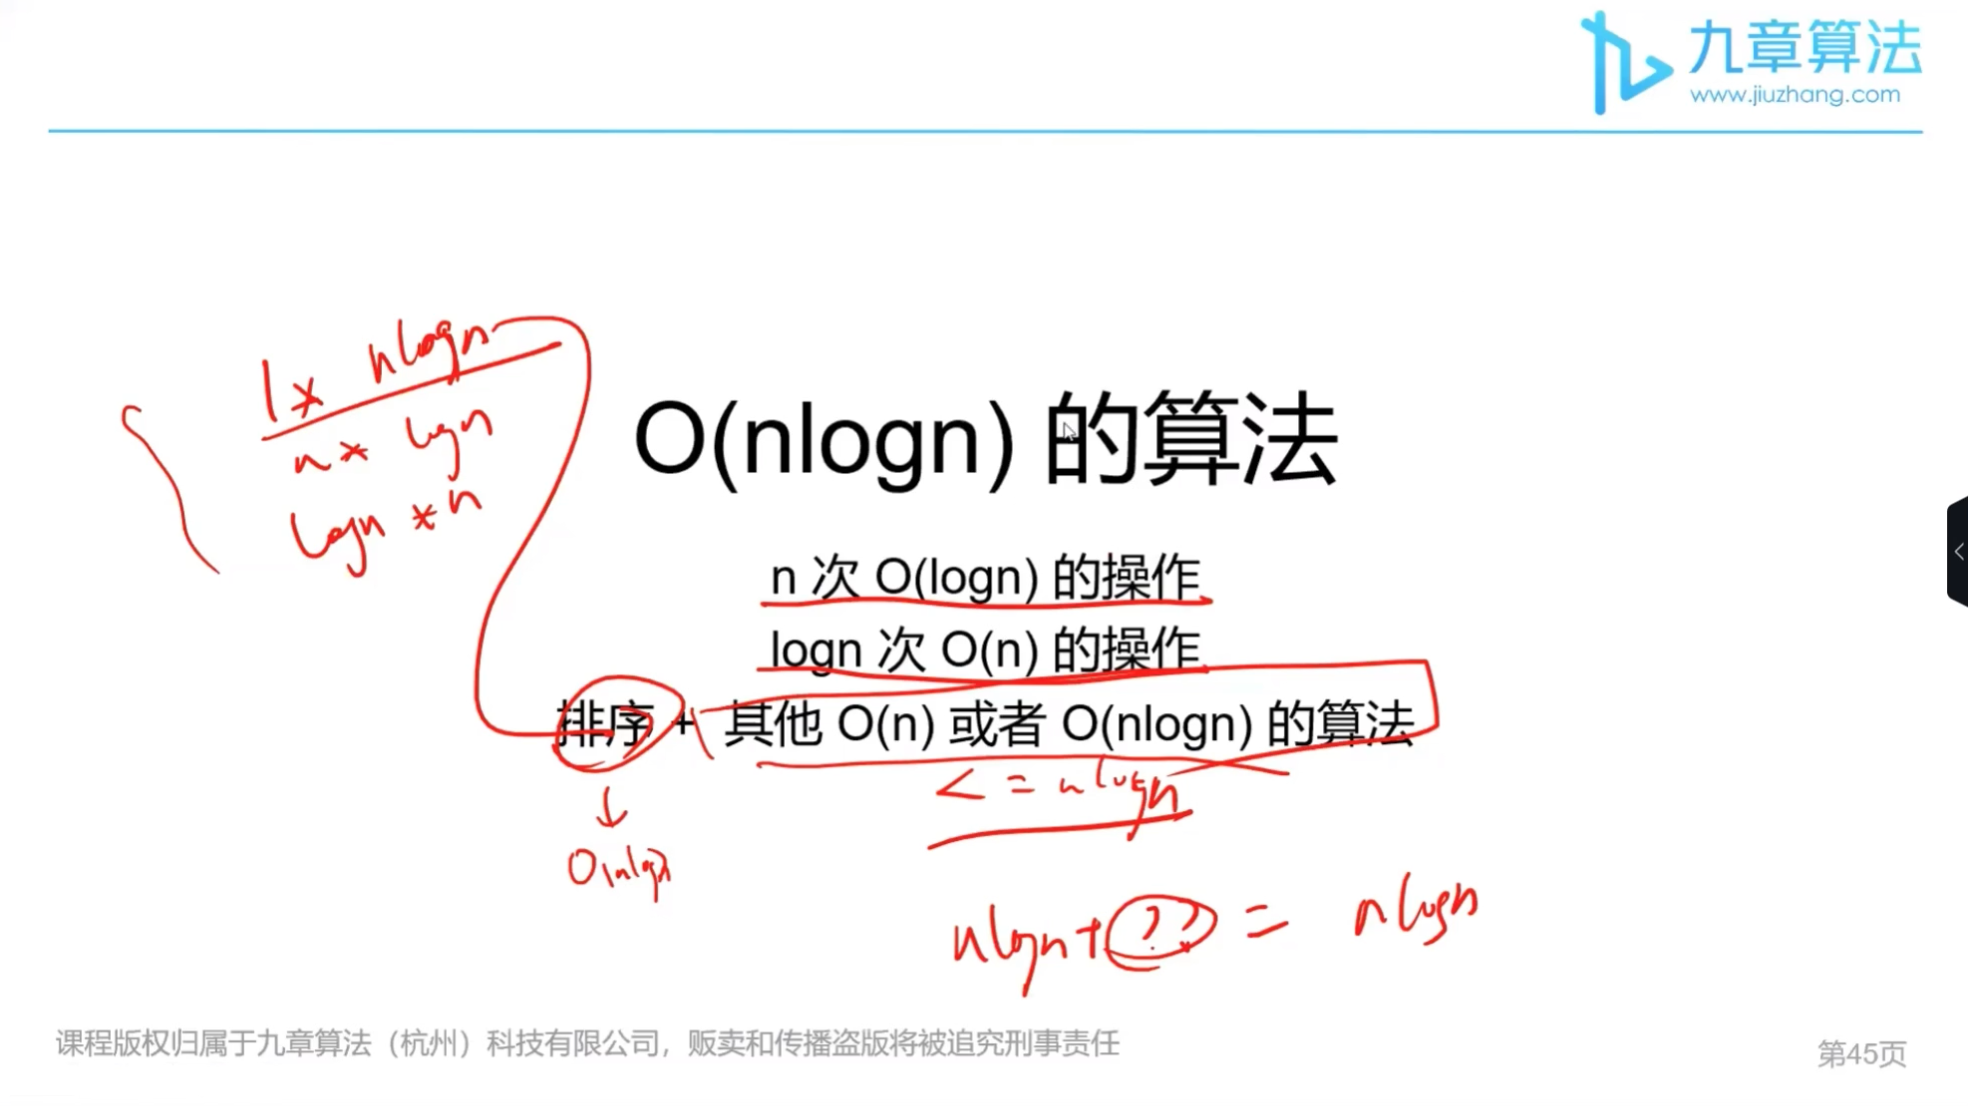 九章算法
www.jiuzhang.com
1* nlogn
n* logn
logn *n
O(nlogn) 的算法
n 次 O(logn) 的操作
logn 次 O(n) 的操作
排序 + 其他 O(n) 或者 O(nlogn) 的算法
<= nlogn
O(nlogn)
nlogn+ ?? = nlogn
课程版权归属于九章算法（杭州）科技有限公司，贩卖和传播盗版将被追究刑事责任
第45页